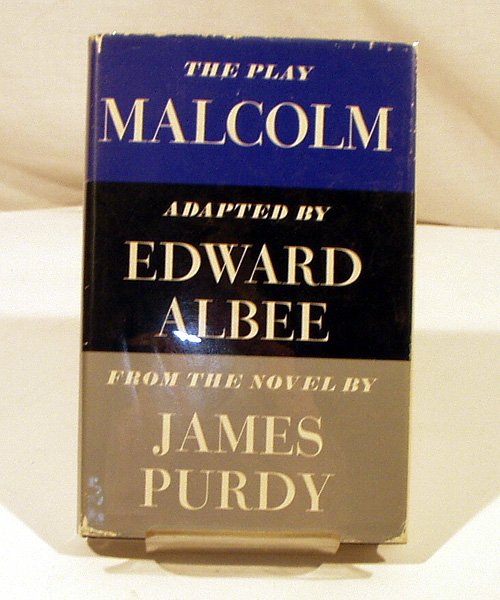 THE PLAY
MALCOLM
ADAPTED BY
EDWARD
ALBEE
FROM THE NOVEL BY
JAMES
PURDY